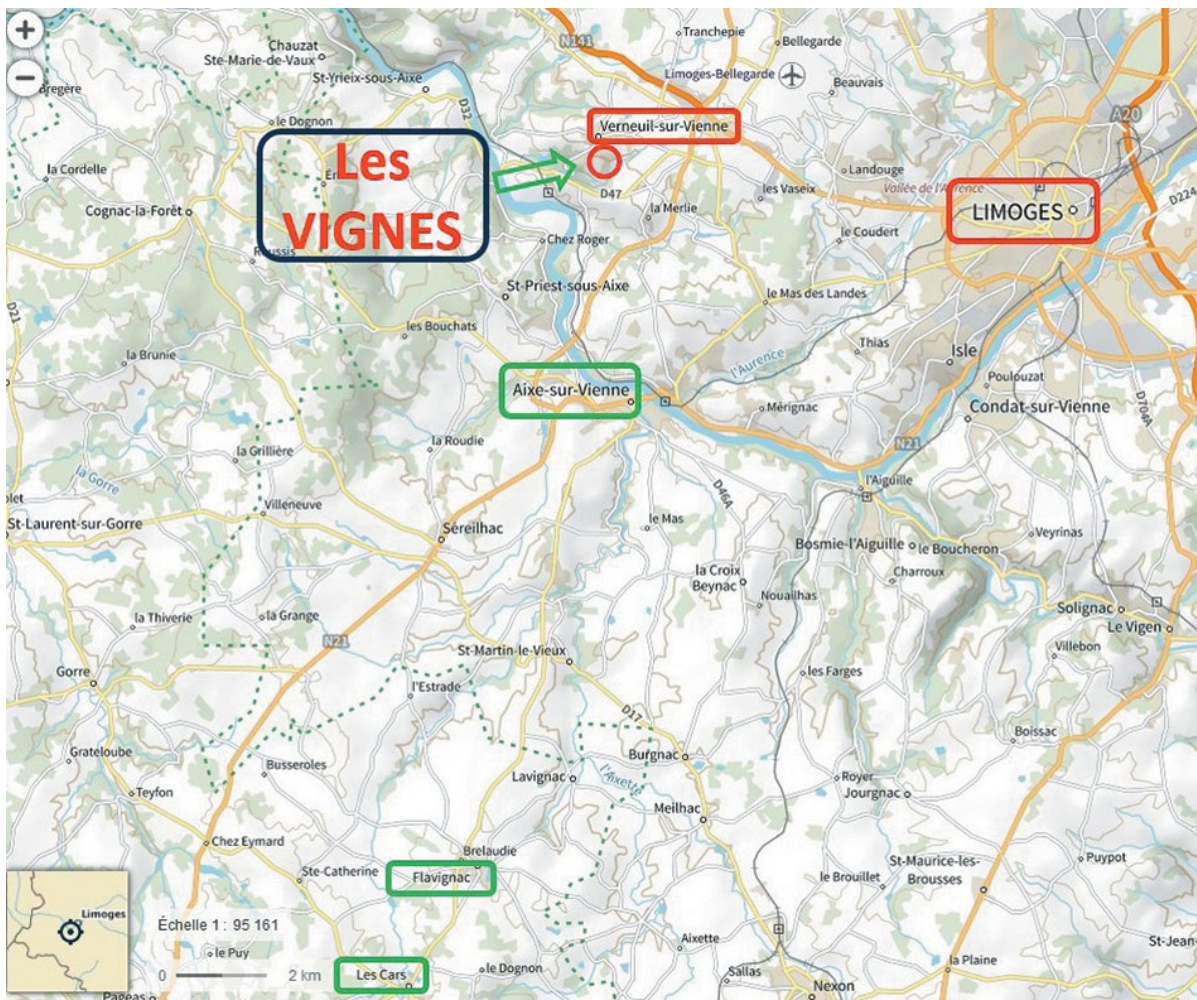 +
−
Chauzat
Ste-Marie-de-Vaux
St-Yrieix-sous-Aixe
D32
N141
Tranchepie
Bellegarde
Limoges-Bellegarde
Beauvais
A20
le Dognon
Verneuil-sur-Vienne
la Cordelle
Les
VIGNES
D47
les Vaseix
Landouge
Vallée de l'Aurence
LIMOGES
D224
Cognac-la-Forêt
la Merlie
Chez Roger
le Coudert
St-Priest-sous-Aixe
le Mas des Landes
D21
les Bouchats
la Brunie
Thias
Isle
l'Aurence
Aixe-sur-Vienne
Poulouzat
Mérignac
Condat-sur-Vienne
D704A
la Roudie
N21
la Grillière
la Gorre
l'Aiguille
D46A
Villeneuve
St-Laurent-sur-Gorre
le Mas
Séreilhac
Veyrinas
Bosmie-l'Aiguille
le Boucheron
la Croix
Beynac
Charroux
Nouailhas
Solignac
la Thiverie
la Grange
Le Vigen
N21
St-Martin-le-Vieux
Villebon
Gorre
les Farges
l'Estrade
D17
Boissac
Grateloube
Burgnac
Busseroles
Lavignac
l'Aixette
Royer
Jourgnac
Teyfon
Meilhac
Chez Eymard
Brelaudie
St-Maurice-les-
Brousses
Puypot
Ste-Catherine
Flavignac
le Brouillet
Limoges
Échelle 1 : 95 161
Aixette
St-Jean-
le Puy
0
2 km
Les Cars
le Dognon
Sallas
la Plaine
Nexon
Pageas